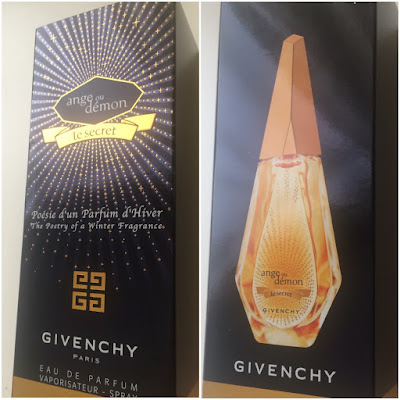 ange ou
démon
le secret
Poésie d'un Parfum d'Hiver
The Poetry of a Winter Fragrance.
GIVENCHY
PARIS
EAU DE PARFUM
VAPORISATEUR - SPRAY
ange ou
démon
le secret
GIVENCHY
GIVENCHY